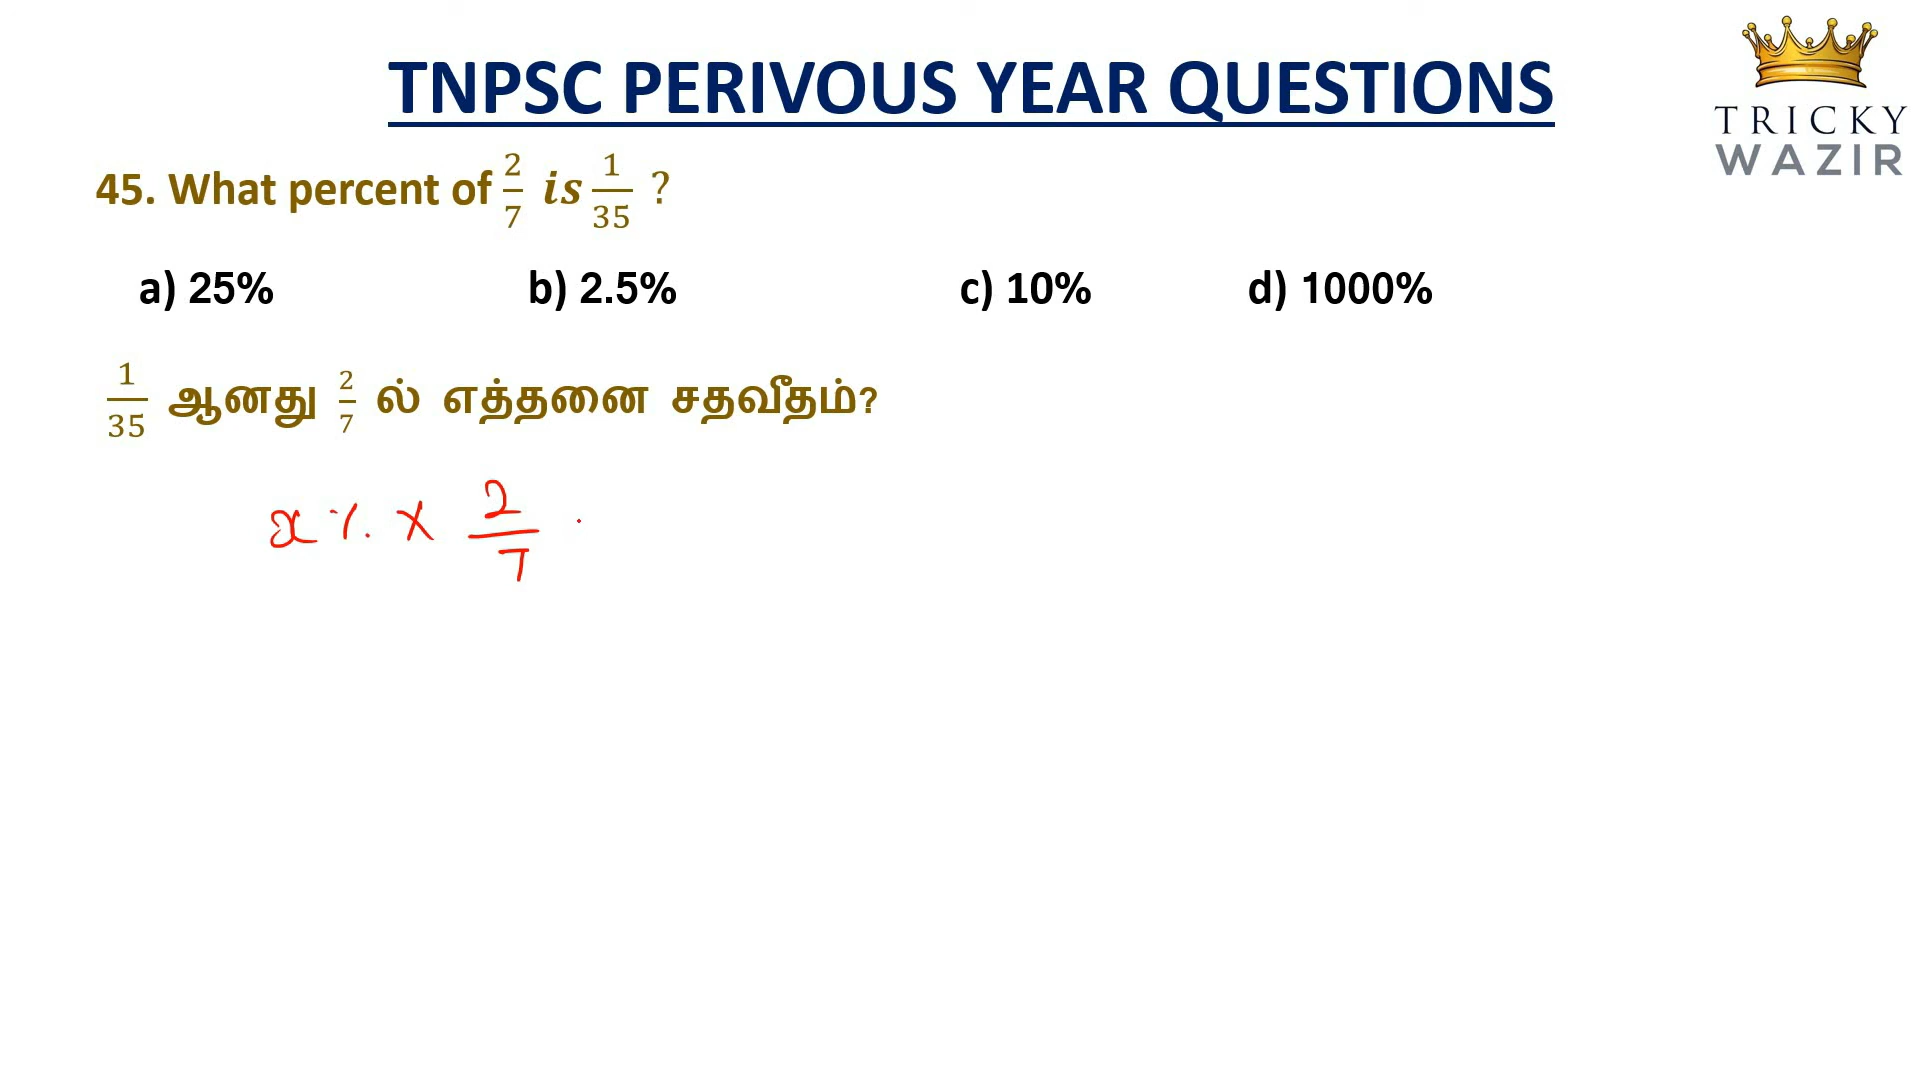 TNPSC PERIVOUS YEAR QUESTIONS
TRICKY
WAZIR
45. What percent of 2/7 is 1/35 ?
a) 25% b) 2.5% c) 10% d) 1000%
1/35 ஆனது 2/7 ல் எத்தனை சதவீதம்?
x % × 2/7